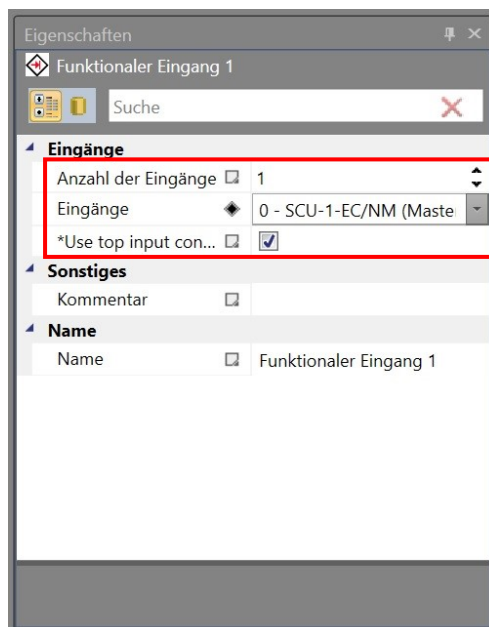 Eigenschaften
Funktionaler Eingang 1
Suche
Eingänge
Anzahl der Eingänge 1
Eingänge 0 - SCU-1-EC/NM (Maste
*Use top input con...
Sonstiges
Kommentar
Name
Name Funktionaler Eingang 1